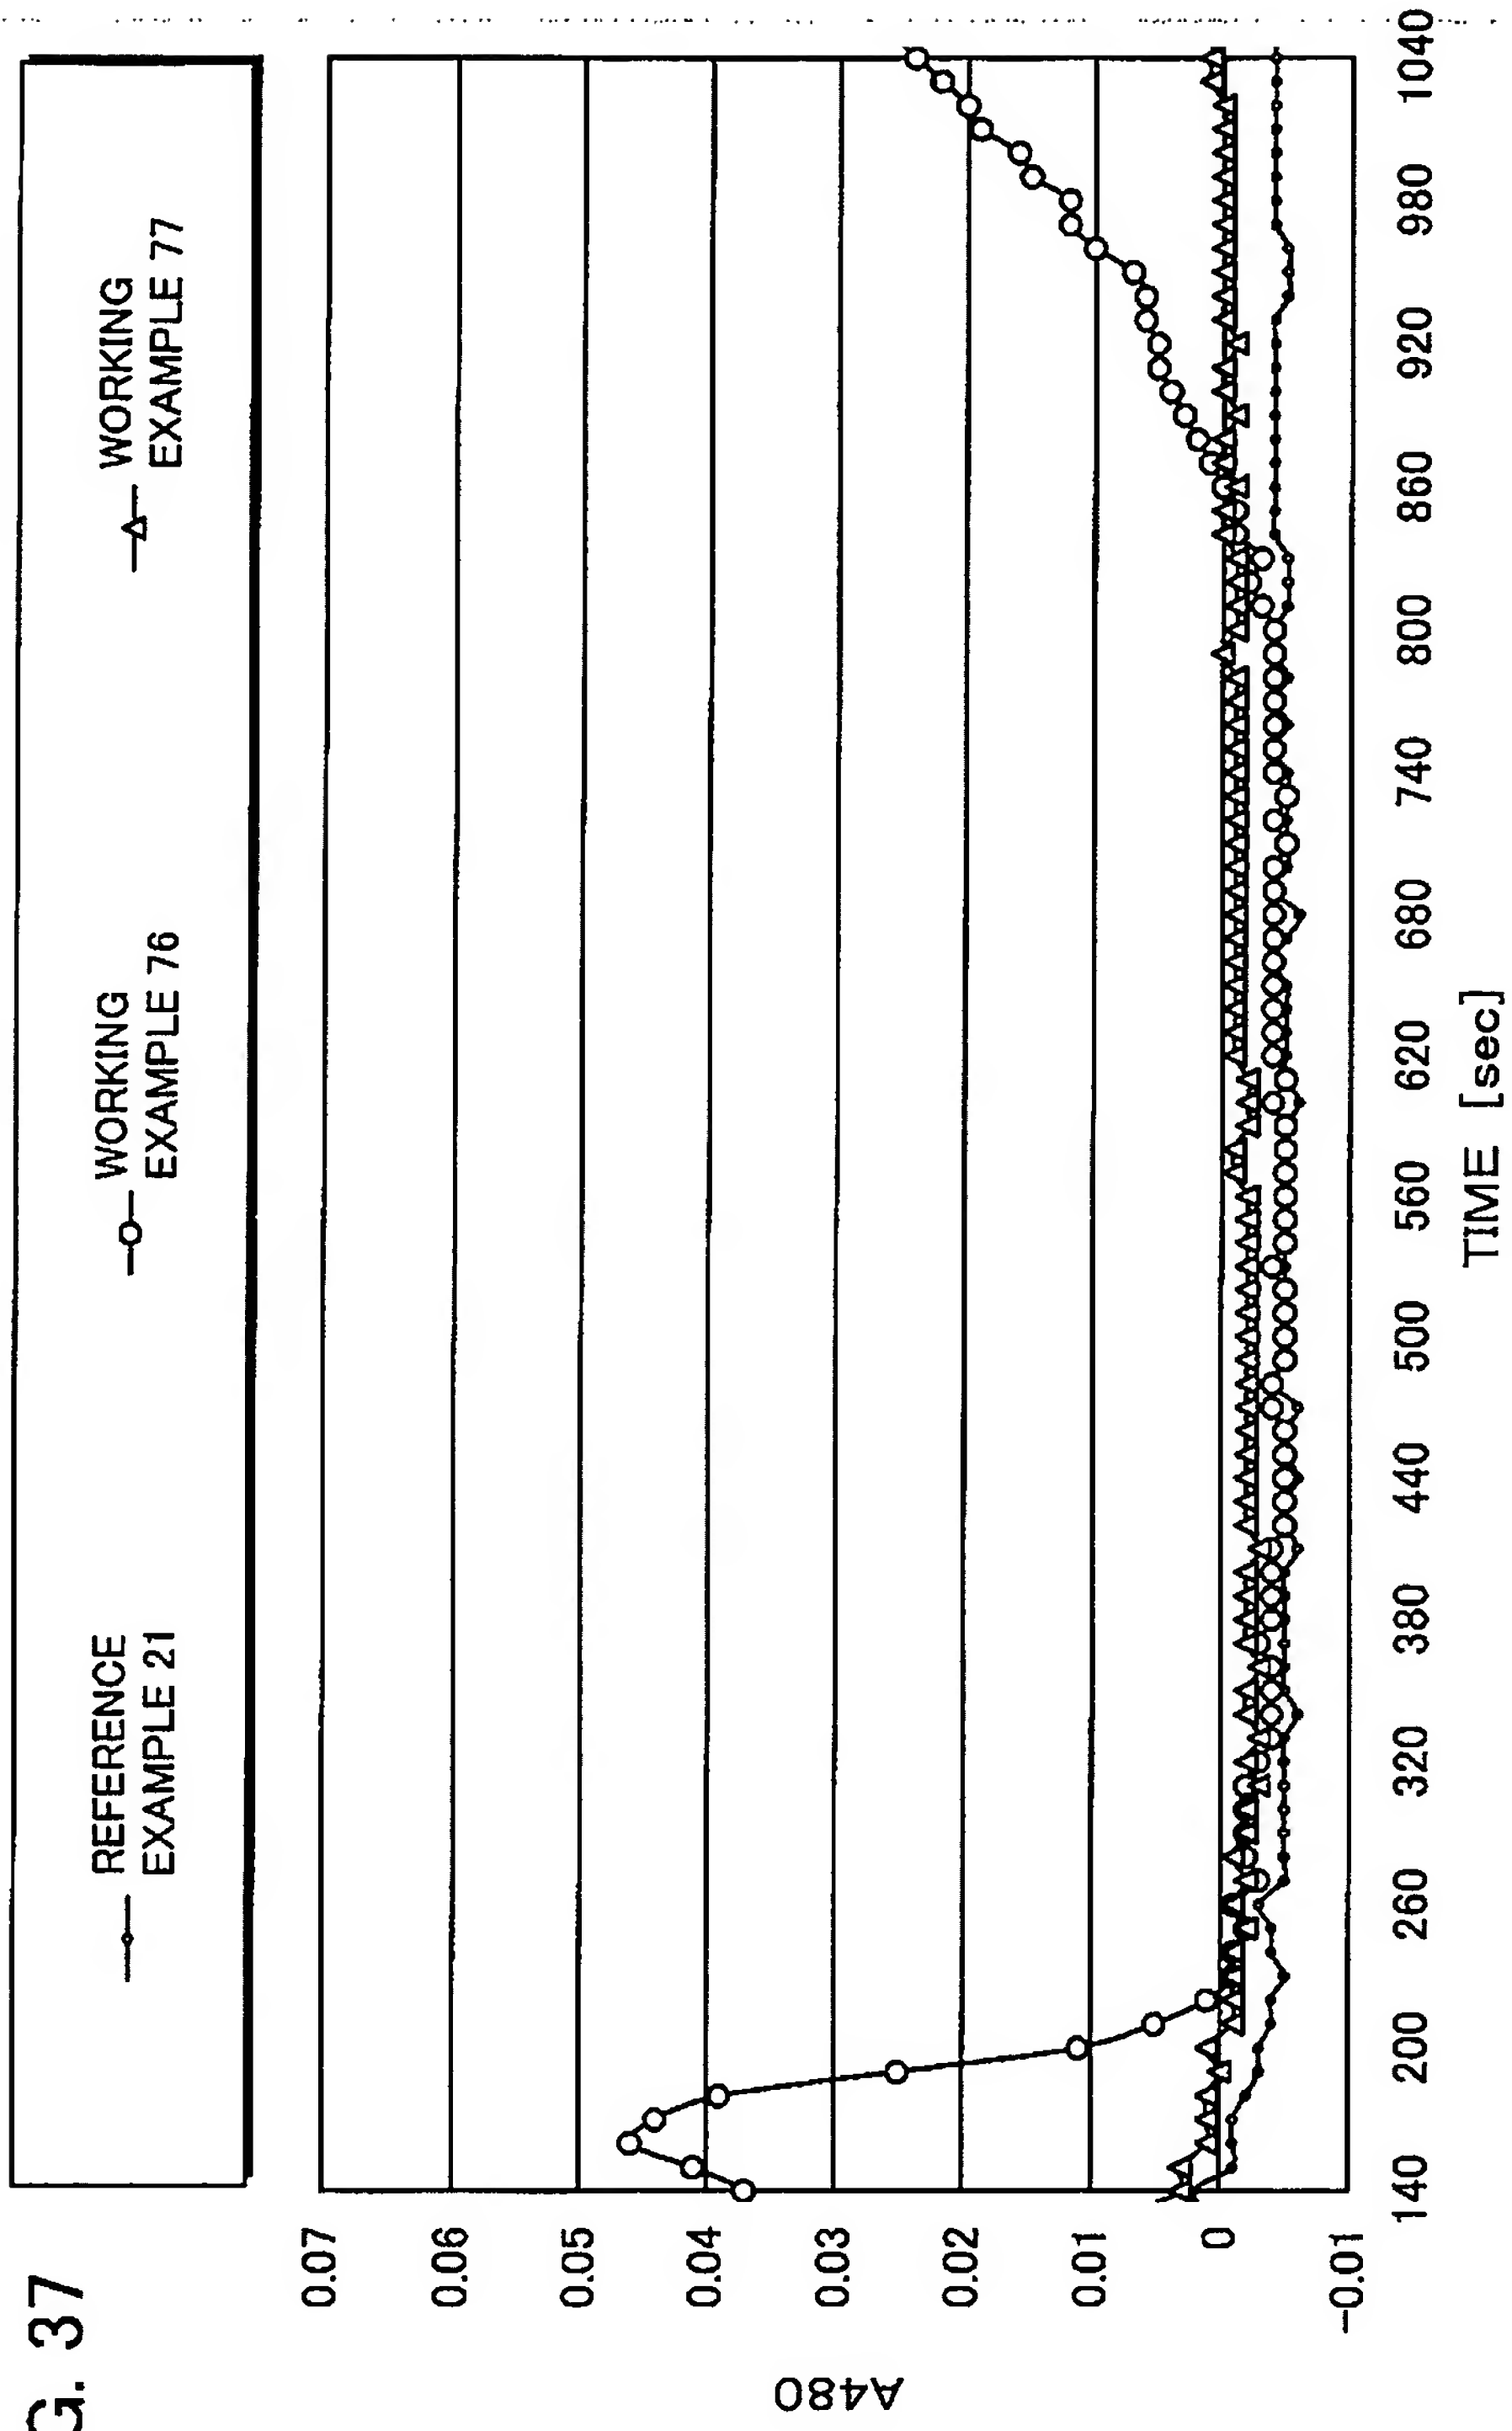 G. 37
REFERENCE
EXAMPLE 21
WORKING
EXAMPLE 76
WORKING
EXAMPLE 77
A480
0.07
0.06
0.05
0.04
0.03
0.02
0.01
0
-0.01
140 200 260 320 380 440 500 560 620 680 740 800 860 920 980 1040
TIME [sec]